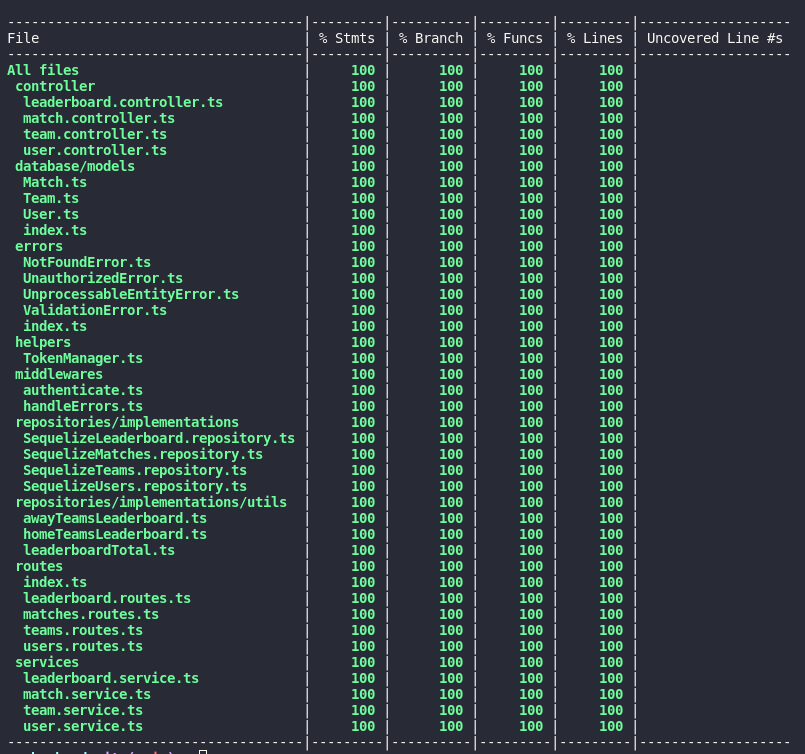 -------------------------------------|---------|----------|---------|---------|-------------------
File                                 | % Stmts | % Branch | % Funcs | % Lines | Uncovered Line #s
-------------------------------------|---------|----------|---------|---------|-------------------
All files                            |     100 |      100 |     100 |     100 |
 controller                          |     100 |      100 |     100 |     100 |
  leaderboard.controller.ts          |     100 |      100 |     100 |     100 |
  match.controller.ts                |     100 |      100 |     100 |     100 |
  team.controller.ts                 |     100 |      100 |     100 |     100 |
  user.controller.ts                 |     100 |      100 |     100 |     100 |
 database/models                     |     100 |      100 |     100 |     100 |
  Match.ts                           |     100 |      100 |     100 |     100 |
  Team.ts                            |     100 |      100 |     100 |     100 |
  User.ts                            |     100 |      100 |     100 |     100 |
  index.ts                           |     100 |      100 |     100 |     100 |
 errors                              |     100 |      100 |     100 |     100 |
  NotFoundError.ts                   |     100 |      100 |     100 |     100 |
  UnauthorizedError.ts               |     100 |      100 |     100 |     100 |
  UnprocessableEntityError.ts        |     100 |      100 |     100 |     100 |
  ValidationError.ts                 |     100 |      100 |     100 |     100 |
  index.ts                           |     100 |      100 |     100 |     100 |
 helpers                             |     100 |      100 |     100 |     100 |
  TokenManager.ts                    |     100 |      100 |     100 |     100 |
 middlewares                         |     100 |      100 |     100 |     100 |
  authenticate.ts                    |     100 |      100 |     100 |     100 |
  handleErrors.ts                    |     100 |      100 |     100 |     100 |
 repositories/implementations        |     100 |      100 |     100 |     100 |
  SequelizeLeaderboard.repository.ts |     100 |      100 |     100 |     100 |
  SequelizeMatches.repository.ts     |     100 |      100 |     100 |     100 |
  SequelizeTeams.repository.ts       |     100 |      100 |     100 |     100 |
  SequelizeUsers.repository.ts       |     100 |      100 |     100 |     100 |
 repositories/implementations/utils  |     100 |      100 |     100 |     100 |
  awayTeamsLeaderboard.ts            |     100 |      100 |     100 |     100 |
  homeTeamsLeaderboard.ts            |     100 |      100 |     100 |     100 |
  leaderboardTotal.ts                |     100 |      100 |     100 |     100 |
 routes                              |     100 |      100 |     100 |     100 |
  index.ts                           |     100 |      100 |     100 |     100 |
  leaderboard.routes.ts              |     100 |      100 |     100 |     100 |
  matches.routes.ts                  |     100 |      100 |     100 |     100 |
  teams.routes.ts                    |     100 |      100 |     100 |     100 |
  users.routes.ts                    |     100 |      100 |     100 |     100 |
 services                            |     100 |      100 |     100 |     100 |
  leaderboard.service.ts             |     100 |      100 |     100 |     100 |
  match.service.ts                   |     100 |      100 |     100 |     100 |
  team.service.ts                    |     100 |      100 |     100 |     100 |
  user.service.ts                    |     100 |      100 |     100 |     100 |
-------------------------------------|---------|----------|---------|---------|-------------------